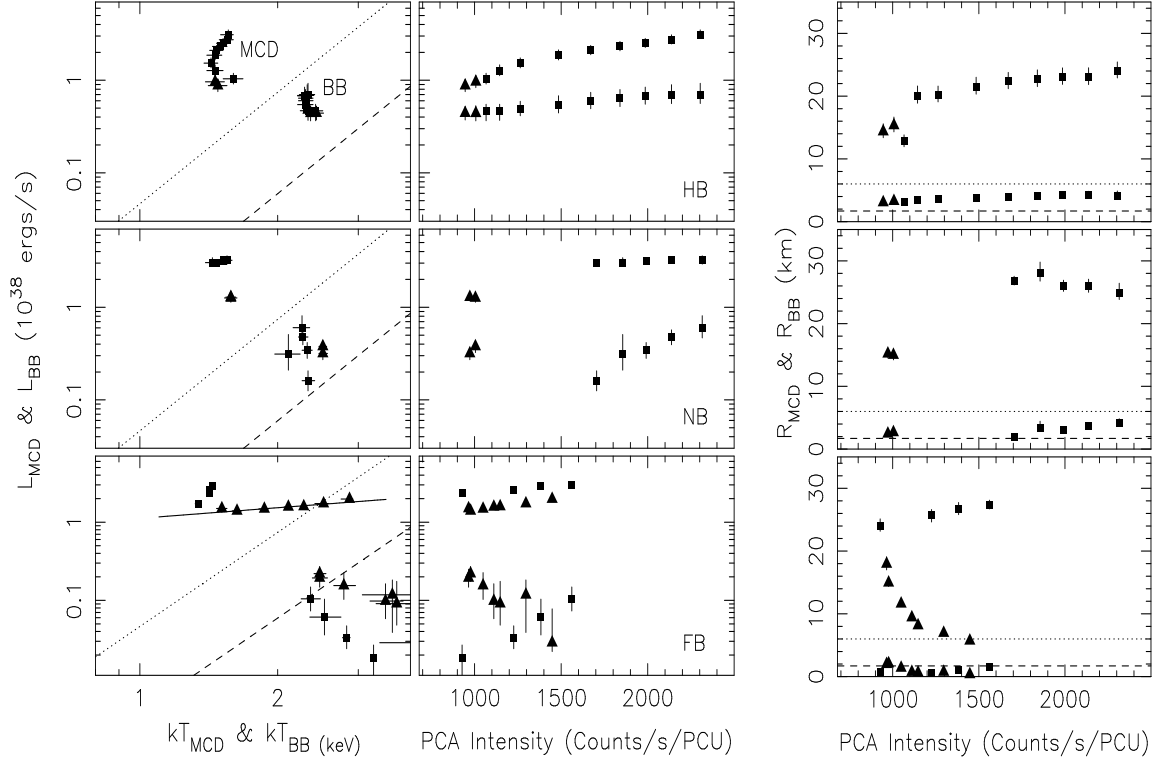 L_MCD & L_BB (10^38 ergs/s)
1
0.1
MCD
BB
HB
1
0.1
NB
1
0.1
FB
1 2
kT_MCD & kT_BB (keV)
1000 1500 2000
PCA Intensity (Counts/s/PCU)
R_MCD & R_BB (km)
0 10 20 30
0 10 20 30
0 10 20 30
1000 1500 2000
PCA Intensity (Counts/s/PCU)